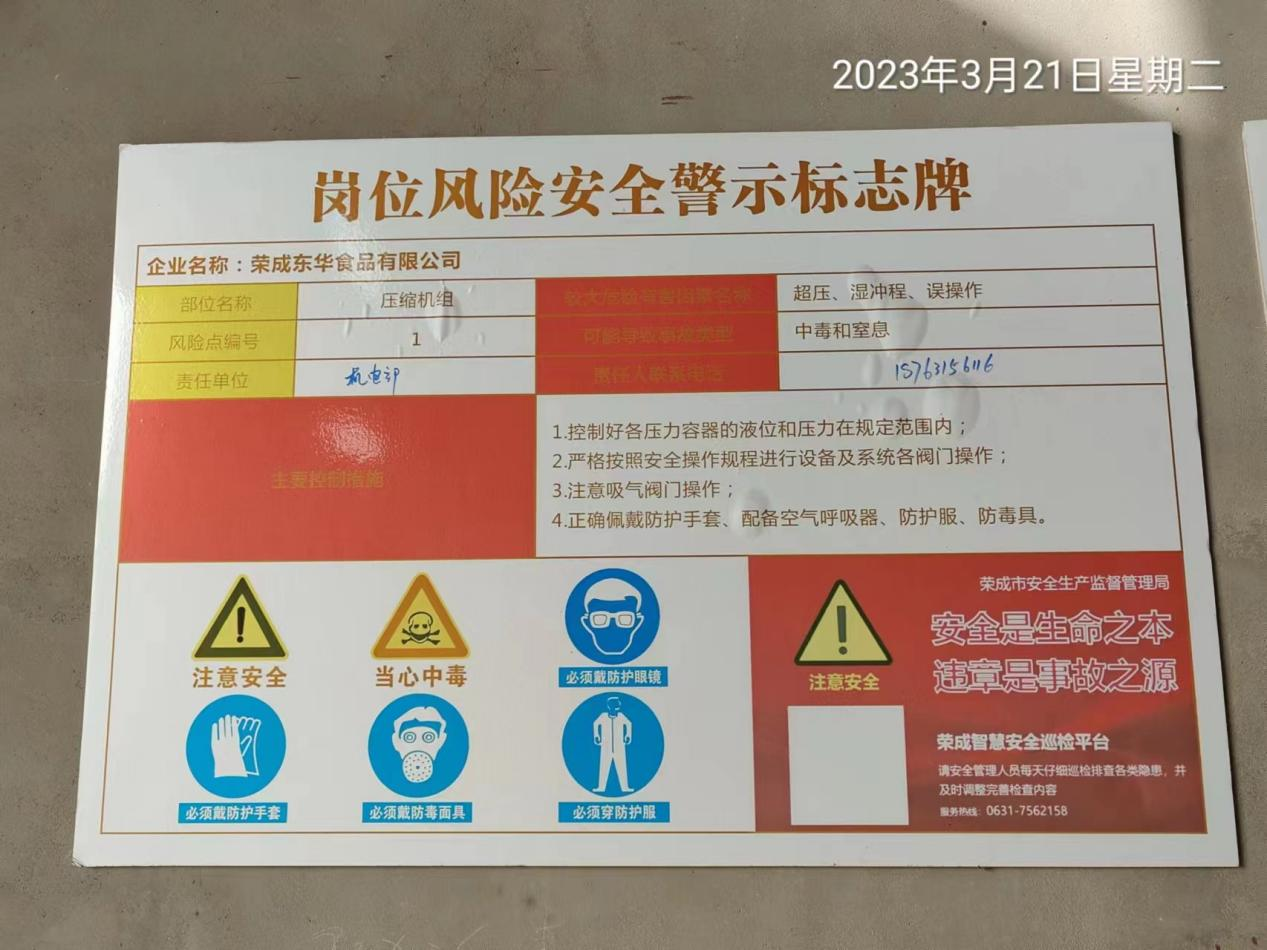 2023年3月21日星期二
岗位风险安全警示标志牌
企业名称：荣成东华食品有限公司
部位名称 压缩机组 较大危险有害因素名称 超压、湿冲程、误操作
风险点编号 1 可能导致事故类型 中毒和窒息
责任单位 机电部 责任人联系电话 15763156116
主要控制措施
1.控制好各压力容器的液位和压力在规定范围内；
2.严格按照安全操作规程进行设备及系统各阀门操作；
3.注意吸气阀门操作；
4.正确佩戴防护手套、配备空气呼吸器、防护服、防毒具。
注意安全
当心中毒
必须戴防护眼镜
必须戴防护手套
必须戴防毒面具
必须穿防护服
荣成市安全生产监督管理局
安全是生命之本
违章是事故之源
注意安全
荣成智慧安全巡检平台
请安全管理人员每天仔细巡检排查各类隐患，并
及时调整完善检查内容
服务热线：0631-7562158